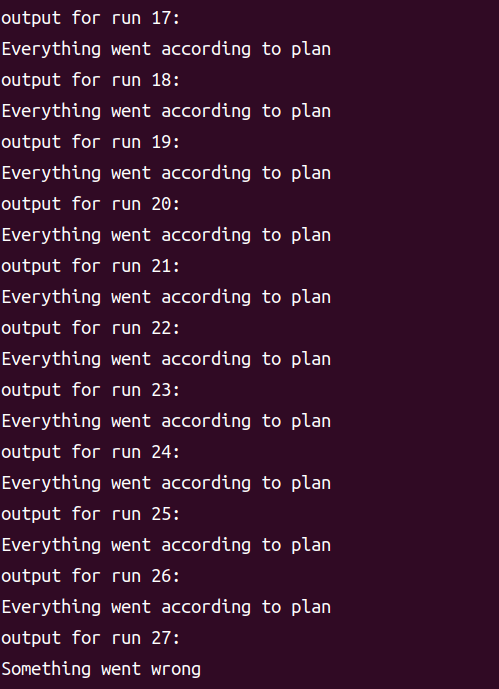 output for run 17:
Everything went according to plan
output for run 18:
Everything went according to plan
output for run 19:
Everything went according to plan
output for run 20:
Everything went according to plan
output for run 21:
Everything went according to plan
output for run 22:
Everything went according to plan
output for run 23:
Everything went according to plan
output for run 24:
Everything went according to plan
output for run 25:
Everything went according to plan
output for run 26:
Everything went according to plan
output for run 27:
Something went wrong